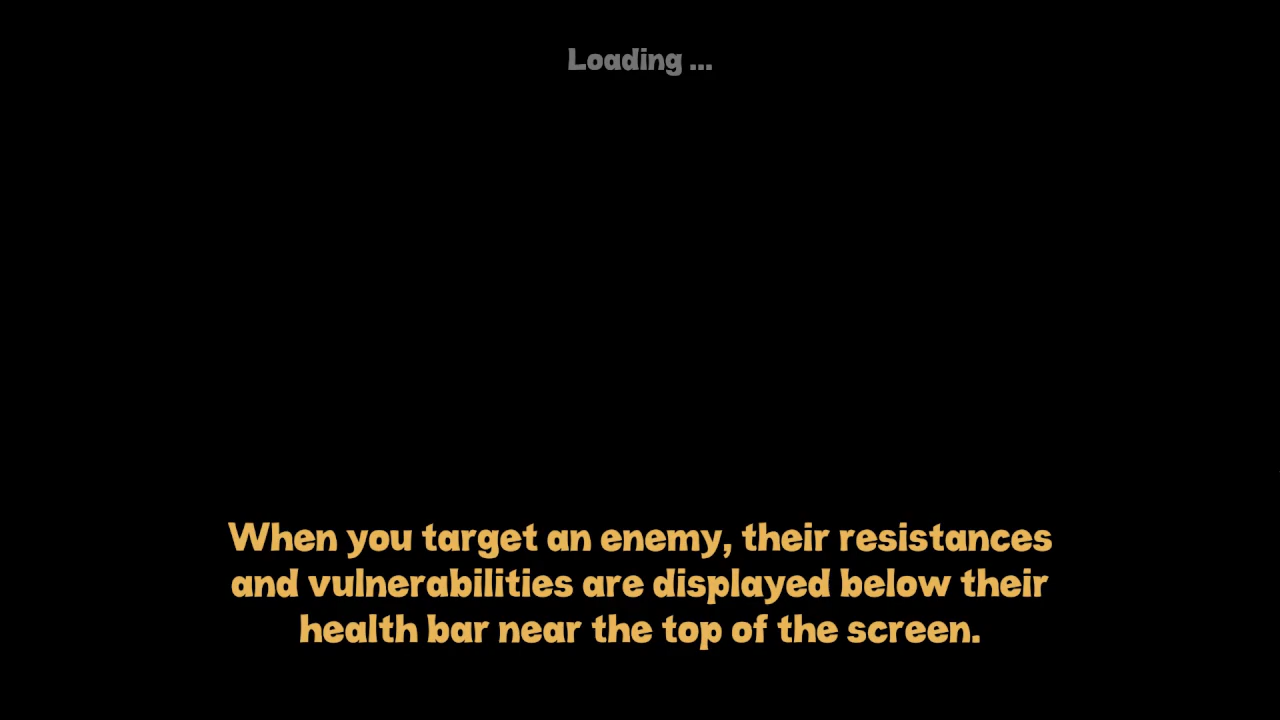 Loading ...
When you target an enemy, their resistances
and vulnerabilities are displayed below their
health bar near the top of the screen.